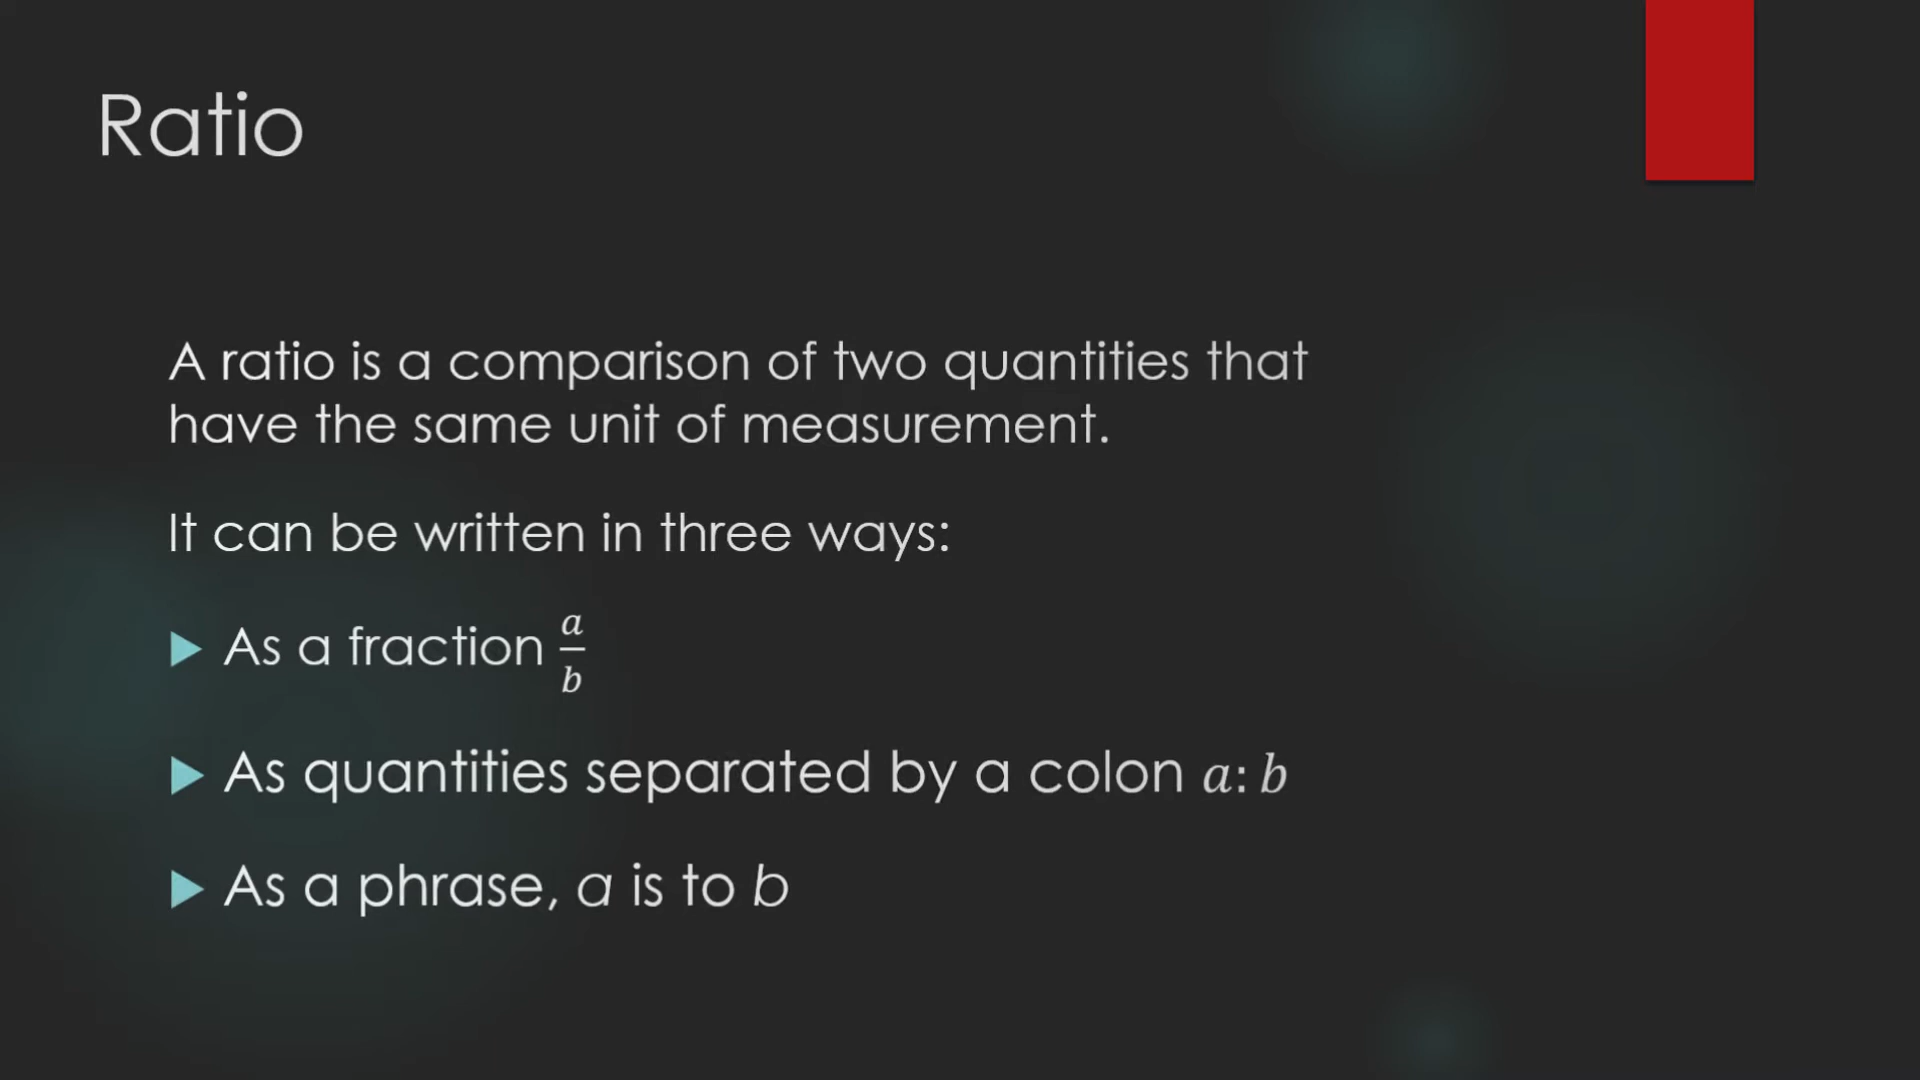 Ratio
A ratio is a comparison of two quantities that
have the same unit of measurement.
It can be written in three ways:
▶ As a fraction a/b
▶ As quantities separated by a colon a: b
▶ As a phrase, a is to b